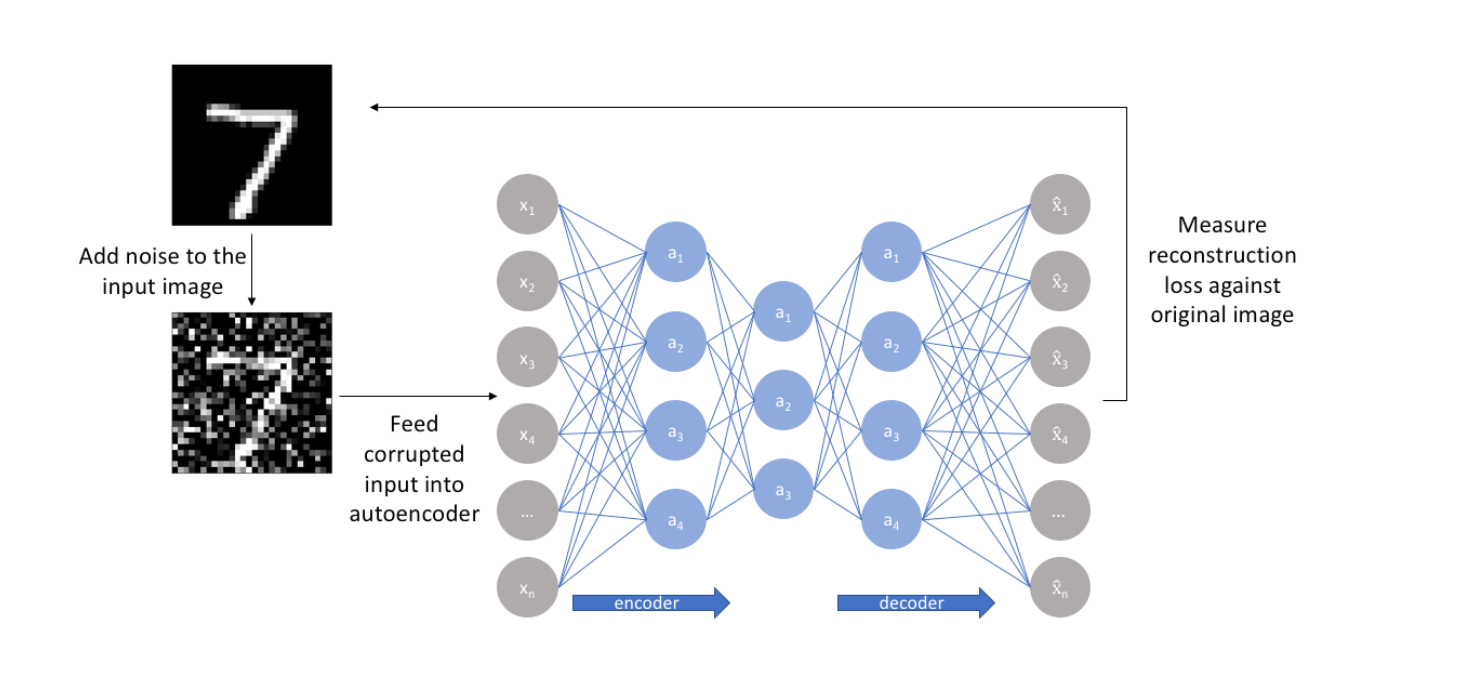 Add noise to the
input image
Feed
corrupted
input into
autoencoder
x₁
x₂
x₃
x₄
...
xₙ
a₁
a₂
a₃
a₄
a₁
a₂
a₃
a₁
a₂
a₃
a₄
x̂₁
x̂₂
x̂₃
x̂₄
...
x̂ₙ
encoder
decoder
Measure
reconstruction
loss against
original image